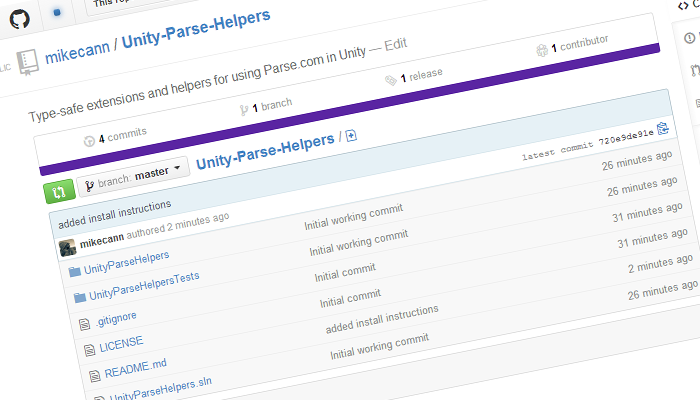 This rep
LIC mikecann / Unity-Parse-Helpers
Type-safe extensions and helpers for using Parse.com in Unity — Edit
4 commits
1 branch
1 release
1 contributor
branch: master
Unity-Parse-Helpers / +
added install instructions
latest commit 720e9de91e
mikecann authored 2 minutes ago
UnityParseHelpers Initial working commit 26 minutes ago
UnityParseHelpersTests Initial working commit 26 minutes ago
.gitignore Initial commit 31 minutes ago
LICENSE Initial commit 31 minutes ago
README.md added install instructions 2 minutes ago
UnityParseHelpers.sln Initial working commit 26 minutes ago